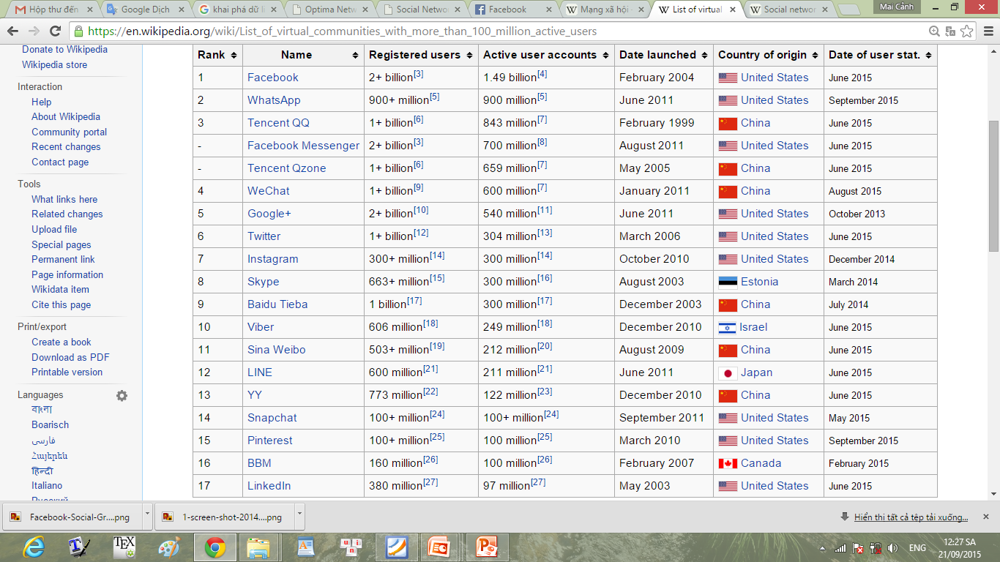 Hộp thư đến
Google Dịch
khai phá dữ li
Optima Netw
Social Netwo
Facebook
Mạng xã hội -
List of virtual
Social networ
Mai Cảnh
https://en.wikipedia.org/wiki/List_of_virtual_communities_with_more_than_100_million_active_users
Donate to Wikipedia
Wikipedia store
Interaction
Help
About Wikipedia
Community portal
Recent changes
Contact page
Tools
What links here
Related changes
Upload file
Special pages
Permanent link
Page information
Wikidata item
Cite this page
Print/export
Create a book
Download as PDF
Printable version
Languages
বাংলা
Boarisch
فارسی
Հայերեն
हिन्दी
Italiano
Русский
Rank Name Registered users Active user accounts Date launched Country of origin Date of user stat.
1 Facebook 2+ billion[3] 1.49 billion[4] February 2004 United States June 2015
2 WhatsApp 900+ million[5] 900 million[5] June 2011 United States September 2015
3 Tencent QQ 1+ billion[6] 843 million[7] February 1999 China June 2015
- Facebook Messenger 2+ billion[3] 700 million[8] August 2011 United States June 2015
- Tencent Qzone 1+ billion[6] 659 million[7] May 2005 China June 2015
4 WeChat 1+ billion[9] 600 million[7] January 2011 China August 2015
5 Google+ 2+ billion[10] 540 million[11] June 2011 United States October 2013
6 Twitter 1+ billion[12] 304 million[13] March 2006 United States June 2015
7 Instagram 300+ million[14] 300 million[14] October 2010 United States December 2014
8 Skype 663+ million[15] 300 million[16] August 2003 Estonia March 2014
9 Baidu Tieba 1 billion[17] 300 million[17] December 2003 China July 2014
10 Viber 606 million[18] 249 million[18] December 2010 Israel June 2015
11 Sina Weibo 503+ million[19] 212 million[20] August 2009 China June 2015
12 LINE 600 million[21] 211 million[21] June 2011 Japan June 2015
13 YY 773 million[22] 122 million[23] December 2010 China June 2015
14 Snapchat 100+ million[24] 100+ million[24] September 2011 United States May 2015
15 Pinterest 100+ million[25] 100 million[25] March 2010 United States September 2015
16 BBM 160 million[26] 100 million[26] February 2007 Canada February 2015
17 LinkedIn 380 million[27] 97 million[27] May 2003 United States June 2015
Facebook-Social-Gr....png
1-screen-shot-2014....png
Hiển thị tất cả tệp tải xuống...
TEX
ENG
12:27 SA
21/09/2015